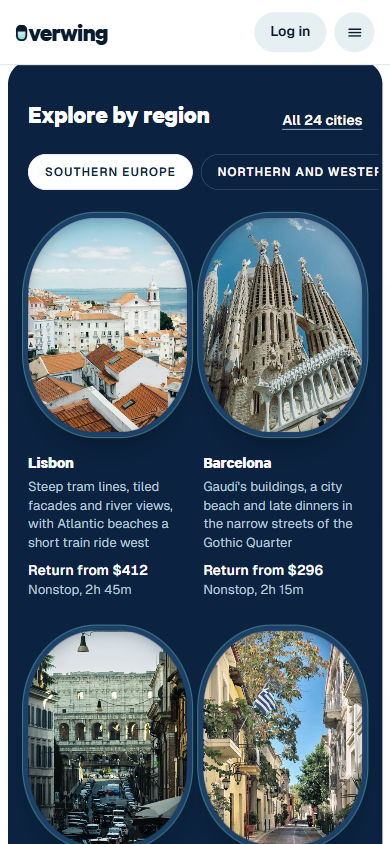 overwing
Log in
Explore by region
All 24 cities
SOUTHERN EUROPE
NORTHERN AND WESTER
Lisbon
Steep tram lines, tiled
facades and river views,
with Atlantic beaches a
short train ride west
Return from $412
Nonstop, 2h 45m
Barcelona
Gaudí's buildings, a city
beach and late dinners in
the narrow streets of the
Gothic Quarter
Return from $296
Nonstop, 2h 15m